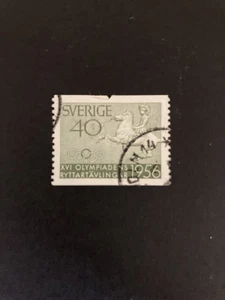 SVERIGE
40
XVI OLYMPIADENS
RYTTARTÄVLINGAR 1956